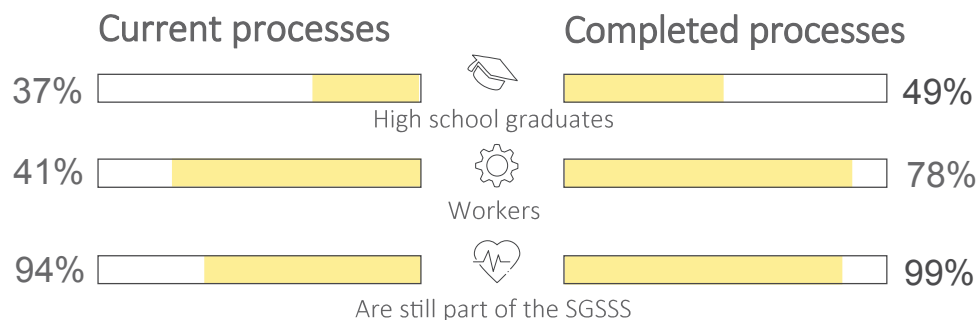 Current processes
Completed processes
37%
49%
High school graduates
41%
78%
Workers
94%
99%
Are still part of the SGSSS